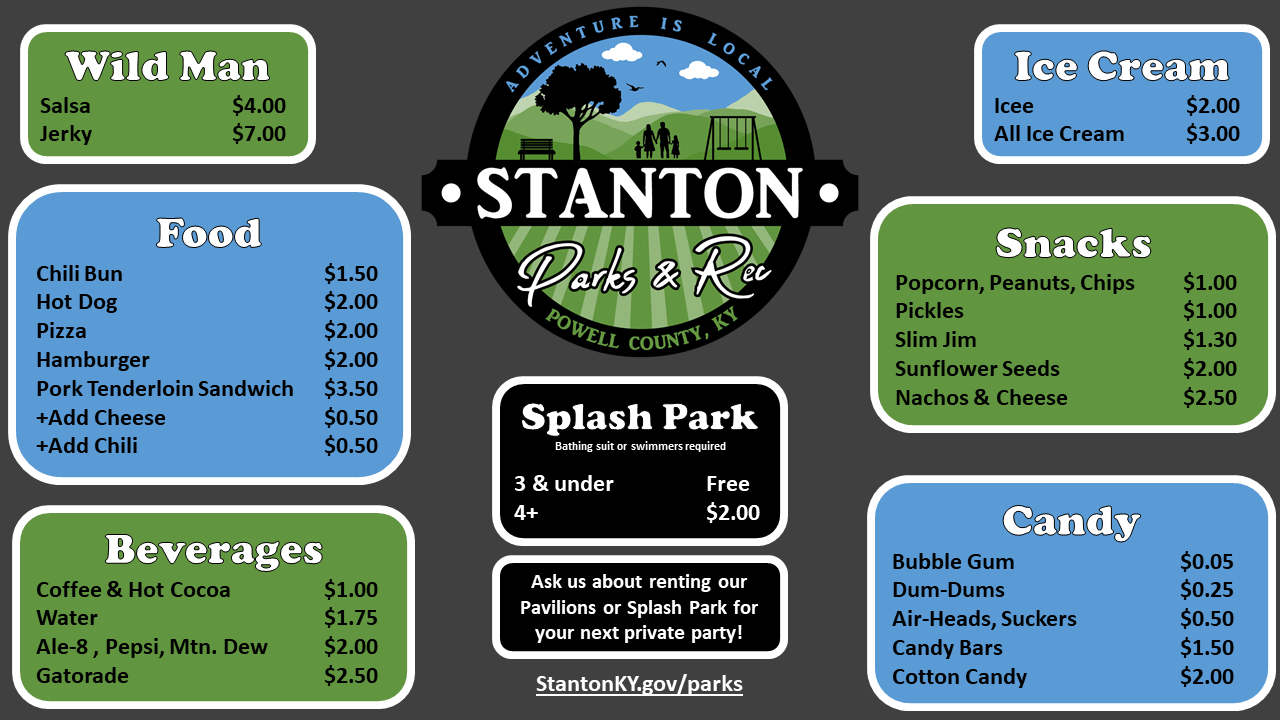 Wild Man
Salsa $4.00
Jerky $7.00
Food
Chili Bun $1.50
Hot Dog $2.00
Pizza $2.00
Hamburger $2.00
Pork Tenderloin Sandwich $3.50
+Add Cheese $0.50
+Add Chili $0.50
Beverages
Coffee & Hot Cocoa $1.00
Water $1.75
Ale-8 , Pepsi, Mtn. Dew $2.00
Gatorade $2.50
ADVENTURE IS LOCAL
• STANTON •
Parks & Rec
POWELL COUNTY, KY
Splash Park
Bathing suit or swimmers required
3 & under Free
4+ $2.00
Ask us about renting our
Pavilions or Splash Park for
your next private party!
StantonKY.gov/parks
Ice Cream
Icee $2.00
All Ice Cream $3.00
Snacks
Popcorn, Peanuts, Chips $1.00
Pickles $1.00
Slim Jim $1.30
Sunflower Seeds $2.00
Nachos & Cheese $2.50
Candy
Bubble Gum $0.05
Dum-Dums $0.25
Air-Heads, Suckers $0.50
Candy Bars $1.50
Cotton Candy $2.00